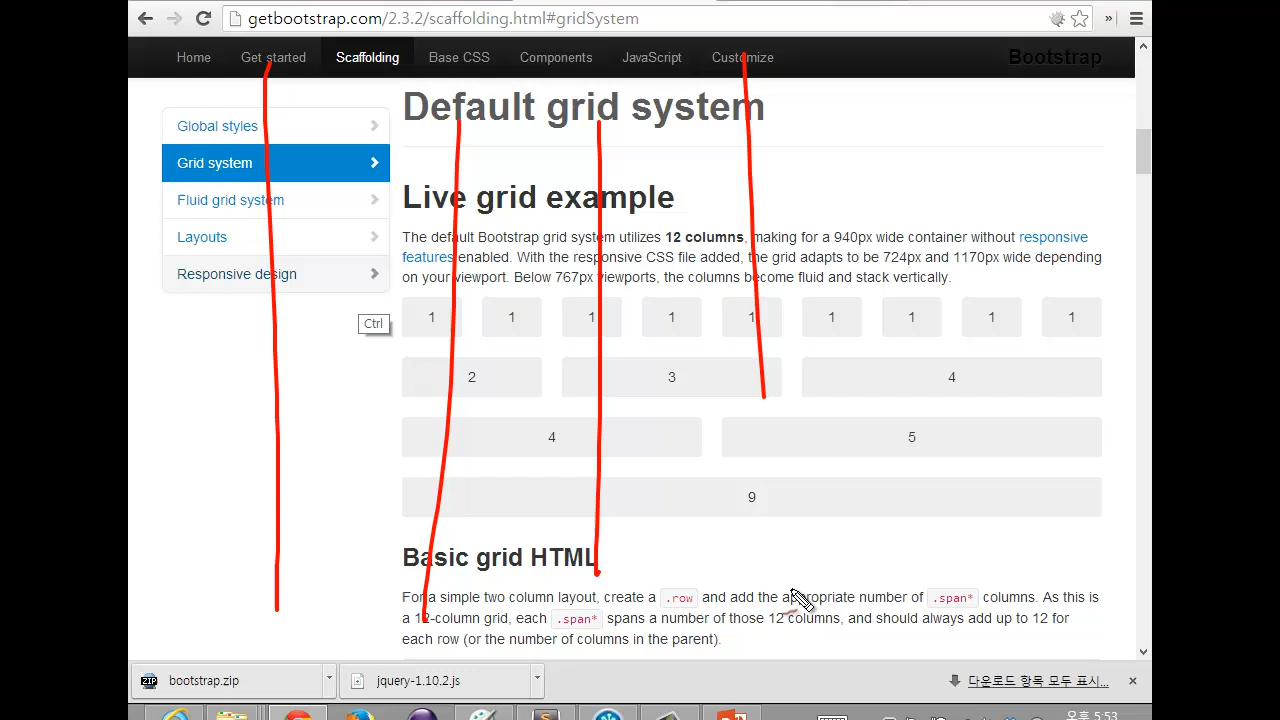 getbootstrap.com/2.3.2/scaffolding.html#gridSystem
Home Get started Scaffolding Base CSS Components JavaScript Customize Bootstrap
Global styles
Grid system
Fluid grid system
Layouts
Responsive design
Ctrl
Default grid system
Live grid example
The default Bootstrap grid system utilizes 12 columns, making for a 940px wide container without responsive
features enabled. With the responsive CSS file added, the grid adapts to be 724px and 1170px wide depending
on your viewport. Below 767px viewports, the columns become fluid and stack vertically.
1 1 1 1 1 1 1 1 1
2 3 4
4 5
9
Basic grid HTML
For a simple two column layout, create a .row and add the appropriate number of .span* columns. As this is
a 12-column grid, each .span* spans a number of those 12 columns, and should always add up to 12 for
each row (or the number of columns in the parent).
bootstrap.zip jquery-1.10.2.js 다운로드 항목 모두 표시...
오후 5:53